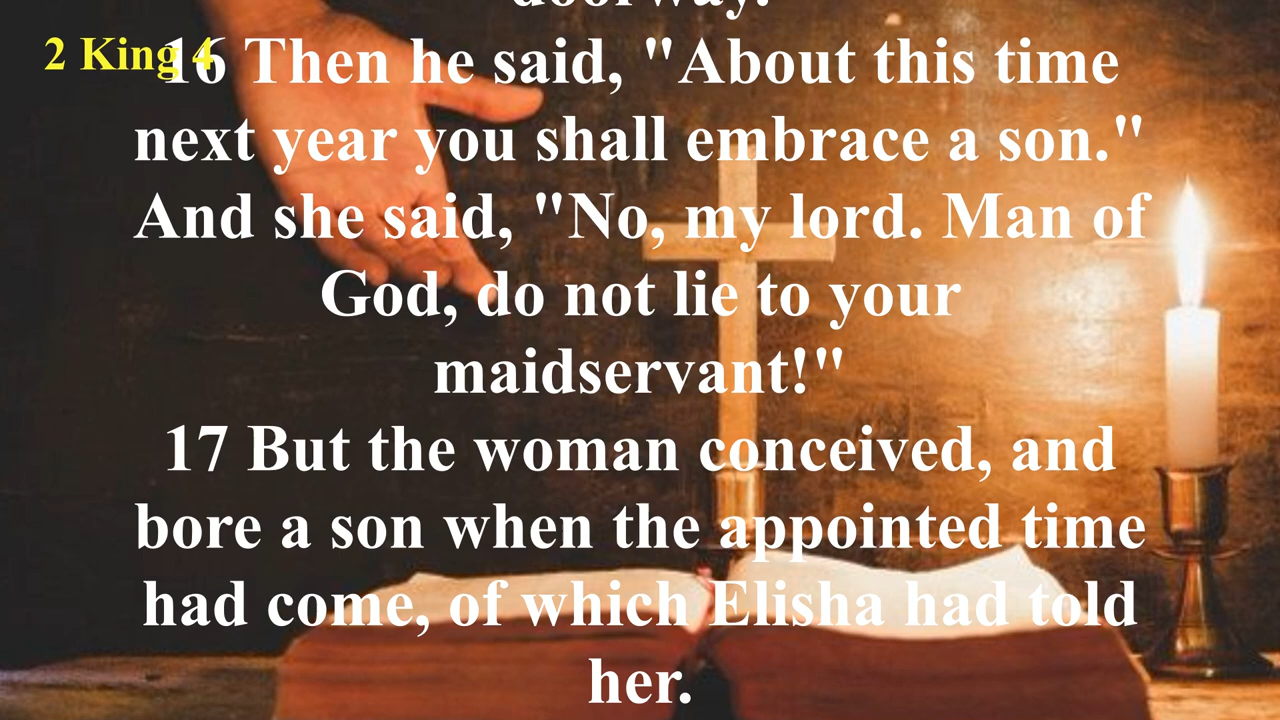 doorway.
2 King 4
16 Then he said, "About this time
next year you shall embrace a son."
And she said, "No, my lord. Man of
God, do not lie to your
maidservant!"
17 But the woman conceived, and
bore a son when the appointed time
had come, of which Elisha had told
her.